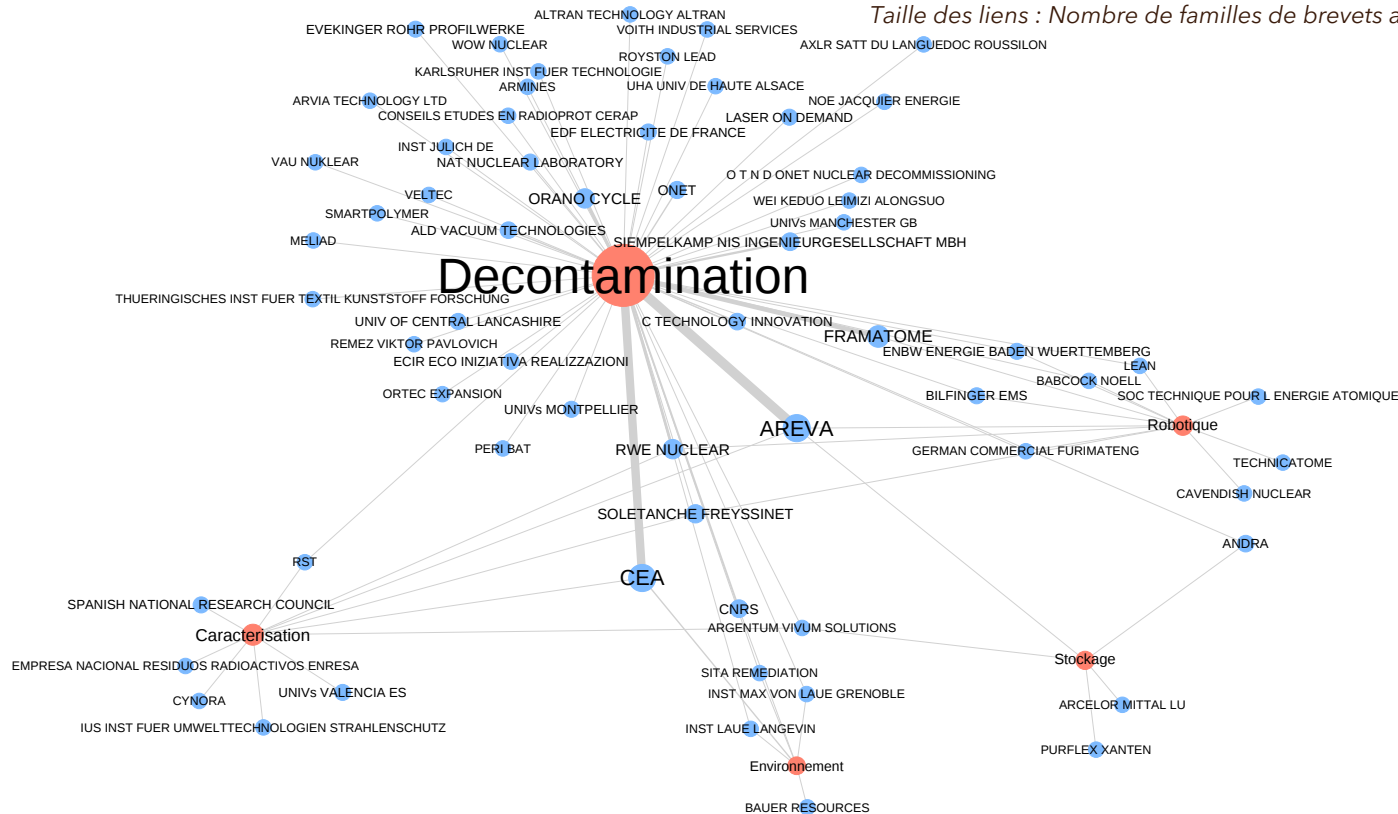 ALTRAN TECHNOLOGY ALTRAN
Taille des liens : Nombre de familles de brevets a
EVEKINGER ROHR PROFILWERKE
VOITH INDUSTRIAL SERVICES
WOW NUCLEAR
AXLR SATT DU LANGUEDOC ROUSSILON
ROYSTON LEAD
KARLSRUHER INST FUER TECHNOLOGIE
ARMINES
UHA UNIV DE HAUTE ALSACE
ARVIA TECHNOLOGY LTD
NOE JACQUIER ENERGIE
CONSEILS ETUDES EN RADIOPROT CERAP
LASER ON DEMAND
EDF ELECTRICITE DE FRANCE
INST JULICH DE
VAU NUKLEAR
NAT NUCLEAR LABORATORY
O T N D ONET NUCLEAR DECOMMISSIONING
VELTEC
ORANO CYCLE
ONET
WEI KEDUO LEIMIZI ALONGSUO
SMARTPOLYMER
UNIVs MANCHESTER GB
ALD VACUUM TECHNOLOGIES
MELIAD
SIEMPELKAMP NIS INGENIEURGESELLSCHAFT MBH
Decontamination
THUERINGISCHES INST FUER TEXTIL KUNSTSTOFF FORSCHUNG
UNIV OF CENTRAL LANCASHIRE
C TECHNOLOGY INNOVATION
FRAMATOME
REMEZ VIKTOR PAVLOVICH
ENBW ENERGIE BADEN WUERTTEMBERG
ECIR ECO INIZIATIVA REALIZZAZIONI
LEAN
BABCOCK NOELL
ORTEC EXPANSION
BILFINGER EMS
SOC TECHNIQUE POUR L ENERGIE ATOMIQUE
UNIVs MONTPELLIER
AREVA
Robotique
PERI BAT
RWE NUCLEAR
GERMAN COMMERCIAL FURIMATENG
TECHNICATOME
CAVENDISH NUCLEAR
SOLETANCHE FREYSSINET
ANDRA
RST
CEA
SPANISH NATIONAL RESEARCH COUNCIL
CNRS
ARGENTUM VIVUM SOLUTIONS
Caracterisation
Stockage
EMPRESA NACIONAL RESIDUOS RADIOACTIVOS ENRESA
SITA REMEDIATION
UNIVs VALENCIA ES
INST MAX VON LAUE GRENOBLE
CYNORA
ARCELOR MITTAL LU
IUS INST FUER UMWELTTECHNOLOGIEN STRAHLENSCHUTZ
INST LAUE LANGEVIN
PURFLEX XANTEN
Environnement
BAUER RESOURCES